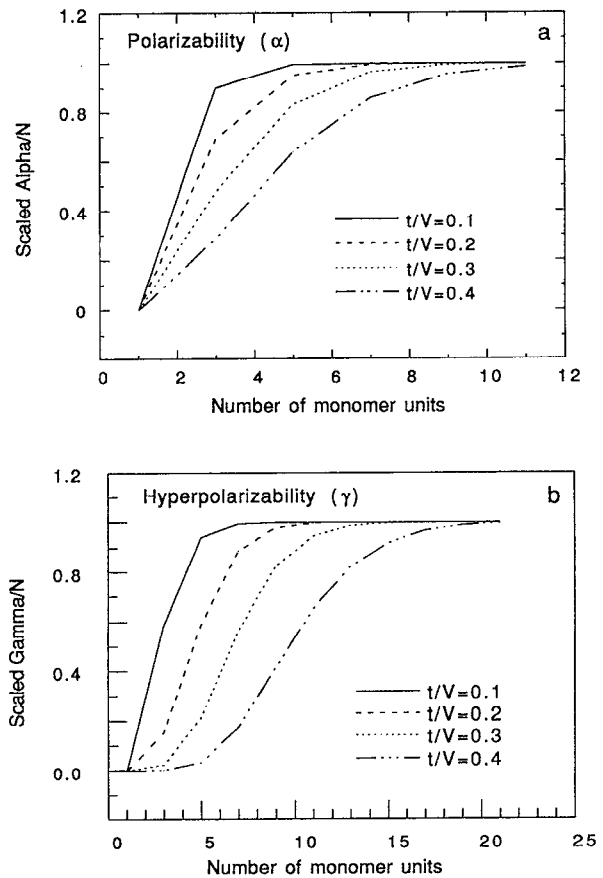 1.2
Polarizability (α)
a
0.8
0.4
0
Scaled Alpha/N
t/V=0.1
t/V=0.2
t/V=0.3
t/V=0.4
0 2 4 6 8 10 12
Number of monomer units
1.2
Hyperpolarizability (γ)
b
0.8
0.4
0.0
Scaled Gamma/N
t/V=0.1
t/V=0.2
t/V=0.3
t/V=0.4
0 5 10 15 20 25
Number of monomer units